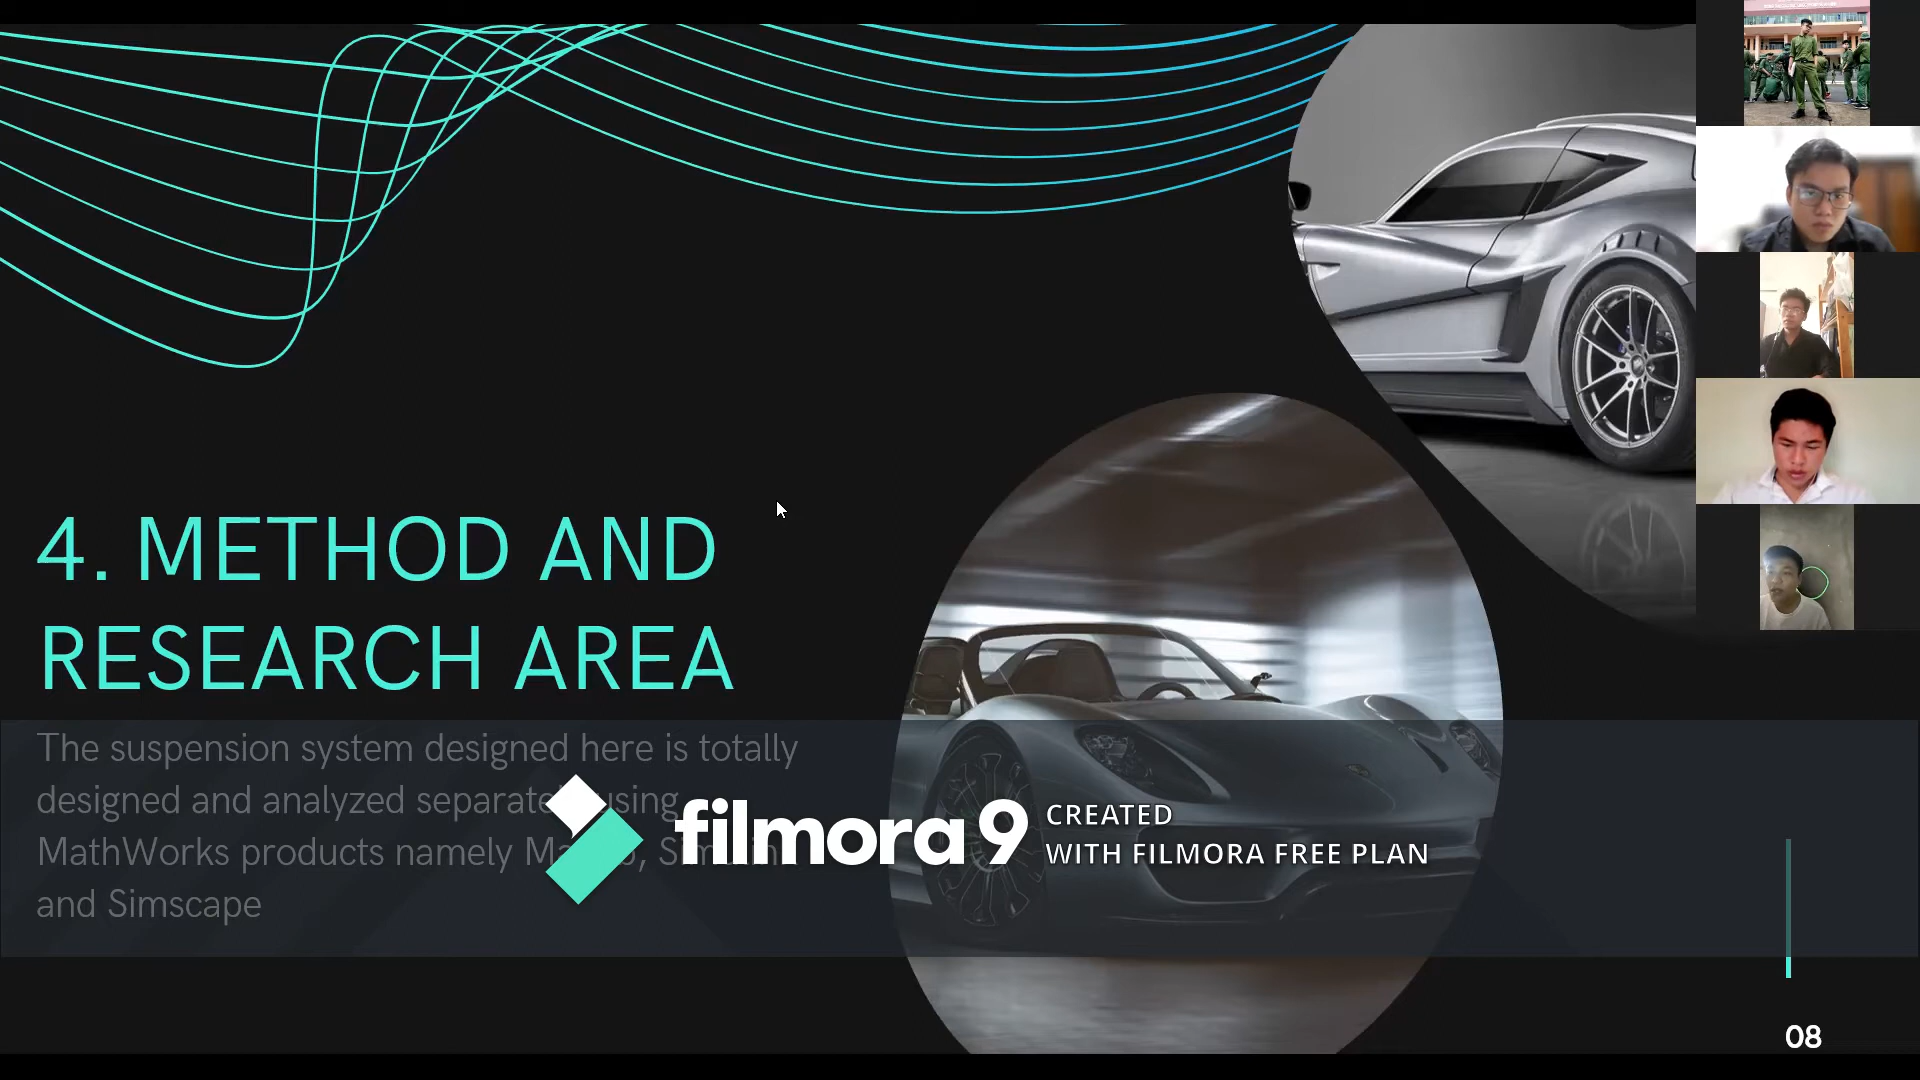 4. METHOD AND
RESEARCH AREA
The suspension system designed here is totally
designed and analyzed separately using
MathWorks products namely
and Simscape
filmora9
CREATED
WITH FILMORA FREE PLAN
08